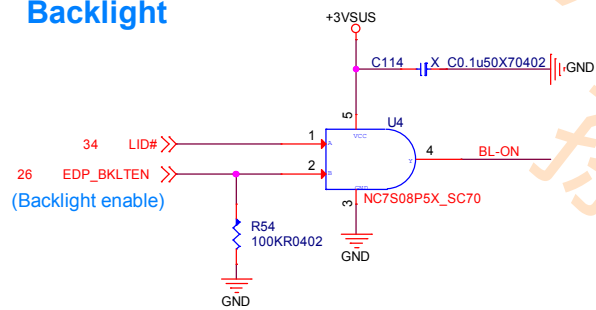 Backlight
+3VSUS
C114 X_C0.1u50X70402 GND
5 U4
VCC
34 LID# 1 A
4 BL-ON
Y
26 EDP_BKLTEN 2 B
(Backlight enable)
GND
3 NC7S08P5X_SC70
R54
100KR0402
GND
GND